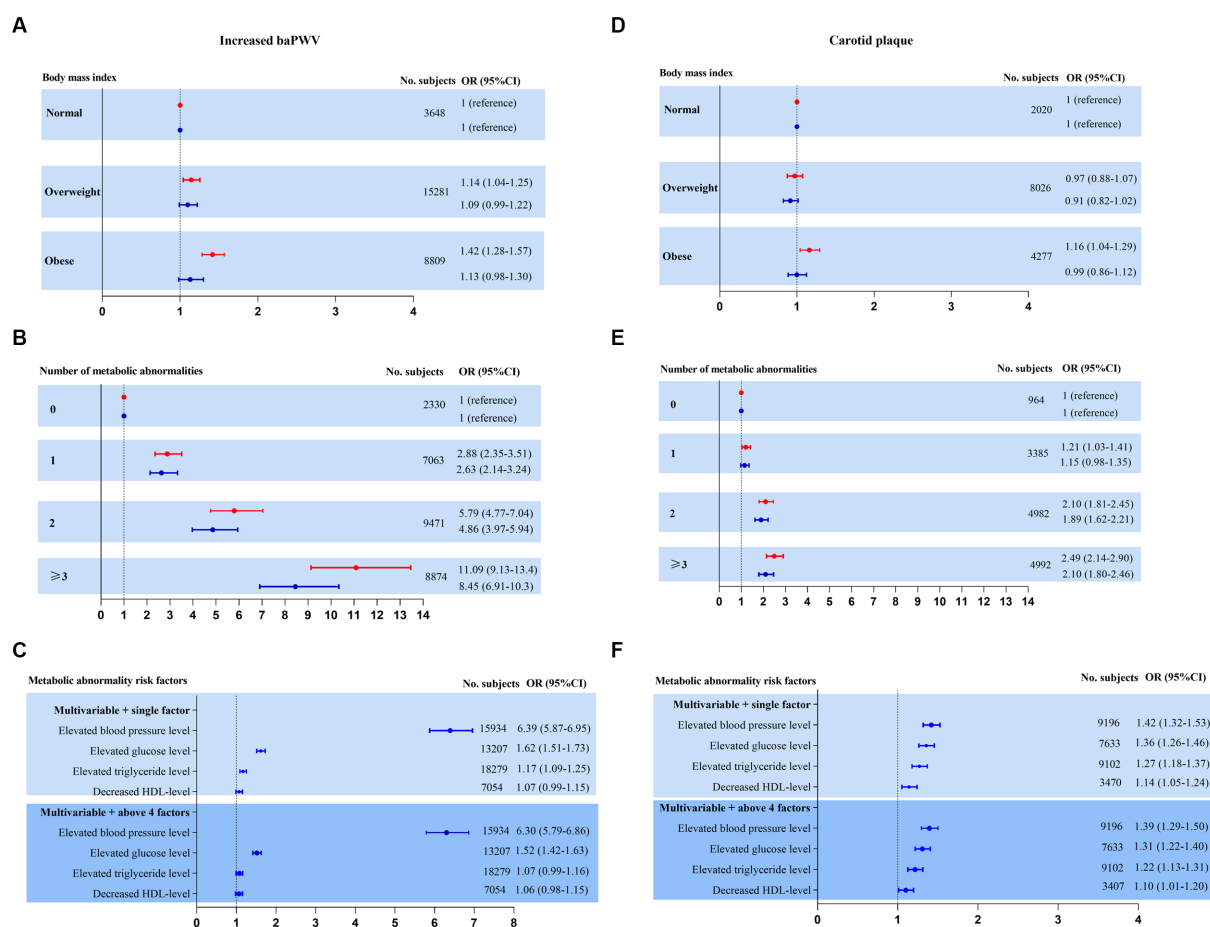 A
Increased baPWV
Body mass index
No. subjects OR (95%CI)
Normal
3648
1 (reference)
1 (reference)
Overweight
15281
1.14 (1.04-1.25)
1.09 (0.99-1.22)
Obese
8809
1.42 (1.28-1.57)
1.13 (0.98-1.30)
0 1 2 3 4
D
Carotid plaque
Body mass index
No. subjects OR (95%CI)
Normal
2020
1 (reference)
1 (reference)
Overweight
8026
0.97 (0.88-1.07)
0.91 (0.82-1.02)
Obese
4277
1.16 (1.04-1.29)
0.99 (0.86-1.12)
0 1 2 3 4
B
Number of metabolic abnormalities
No. subjects OR (95%CI)
0
2330
1 (reference)
1 (reference)
1
7063
2.88 (2.35-3.51)
2.63 (2.14-3.24)
2
9471
5.79 (4.77-7.04)
4.86 (3.97-5.94)
⩾3
8874
11.09 (9.13-13.4)
8.45 (6.91-10.3)
0 1 2 3 4 5 6 7 8 9 10 11 12 13 14
E
Number of metabolic abnormalities
No. subjects OR (95%CI)
0
964
1 (reference)
1 (reference)
1
3385
1.21 (1.03-1.41)
1.15 (0.98-1.35)
2
4982
2.10 (1.81-2.45)
1.89 (1.62-2.21)
⩾3
4992
2.49 (2.14-2.90)
2.10 (1.80-2.46)
0 1 2 3 4 5 6 7 8 9 10 11 12 13 14
C
Metabolic abnormality risk factors
No. subjects OR (95%CI)
Multivariable + single factor
Elevated blood pressure level 15934 6.39 (5.87-6.95)
Elevated glucose level 13207 1.62 (1.51-1.73)
Elevated triglyceride level 18279 1.17 (1.09-1.25)
Decreased HDL-level 7054 1.07 (0.99-1.15)
Multivariable + above 4 factors
Elevated blood pressure level 15934 6.30 (5.79-6.86)
Elevated glucose level 13207 1.52 (1.42-1.63)
Elevated triglyceride level 18279 1.07 (0.99-1.16)
Decreased HDL-level 7054 1.06 (0.98-1.15)
0 1 2 3 4 5 6 7 8
F
Metabolic abnormality risk factors
No. subjects OR (95%CI)
Multivariable + single factor
Elevated blood pressure level 9196 1.42 (1.32-1.53)
Elevated glucose level 7633 1.36 (1.26-1.46)
Elevated triglyceride level 9102 1.27 (1.18-1.37)
Decreased HDL-level 3470 1.14 (1.05-1.24)
Multivariable + above 4 factors
Elevated blood pressure level 9196 1.39 (1.29-1.50)
Elevated glucose level 7633 1.31 (1.22-1.40)
Elevated triglyceride level 9102 1.22 (1.13-1.31)
Decreased HDL-level 3407 1.10 (1.01-1.20)
0 1 2 3 4